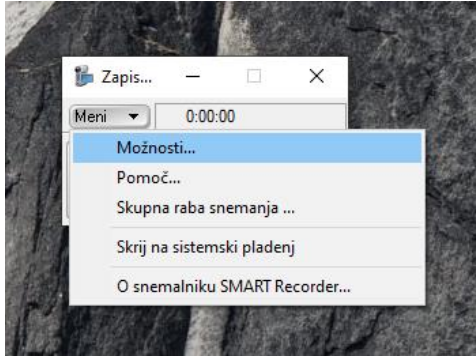 Zapis...
Meni 0:00:00
Možnosti...
Pomoč...
Skupna raba snemanja ...
Skrij na sistemski pladenj
O snemalniku SMART Recorder...